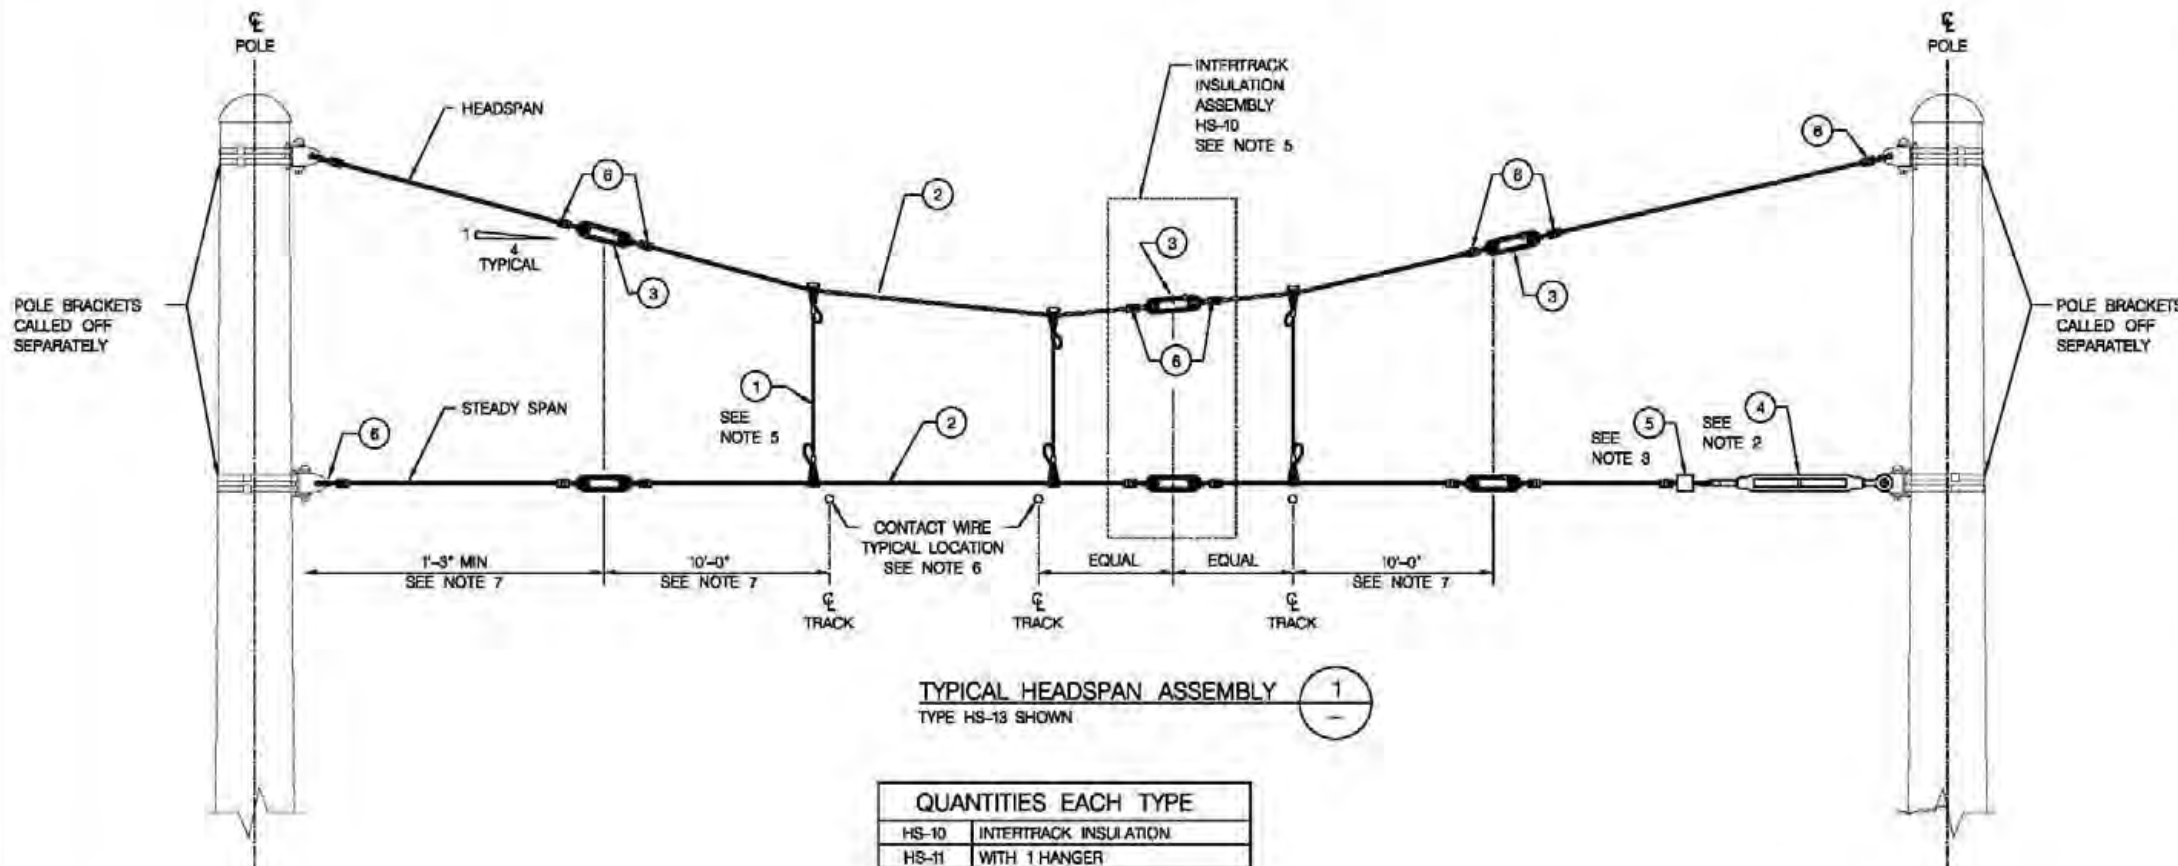 ℄
POLE
℄
POLE
INTERTRACK
INSULATION
ASSEMBLY
HS-10
SEE NOTE 5
HEADSPAN
6
6
2
6
3
1
4
TYPICAL
3
3
6
POLE BRACKETS
CALLED OFF
SEPARATELY
POLE BRACKETS
CALLED OFF
SEPARATELY
1
SEE
NOTE 5
STEADY SPAN
6
2
SEE
NOTE 3
5
SEE
NOTE 2
4
CONTACT WIRE
TYPICAL LOCATION
SEE NOTE 6
1'-3" MIN
SEE NOTE 7
10'-0"
SEE NOTE 7
EQUAL
EQUAL
10'-0"
SEE NOTE 7
℄
TRACK
℄
TRACK
℄
TRACK
TYPICAL HEADSPAN ASSEMBLY
TYPE HS-13 SHOWN
1
—
QUANTITIES EACH TYPE
HS-10 INTERTRACK INSULATION
HS-11 WITH 1 HANGER